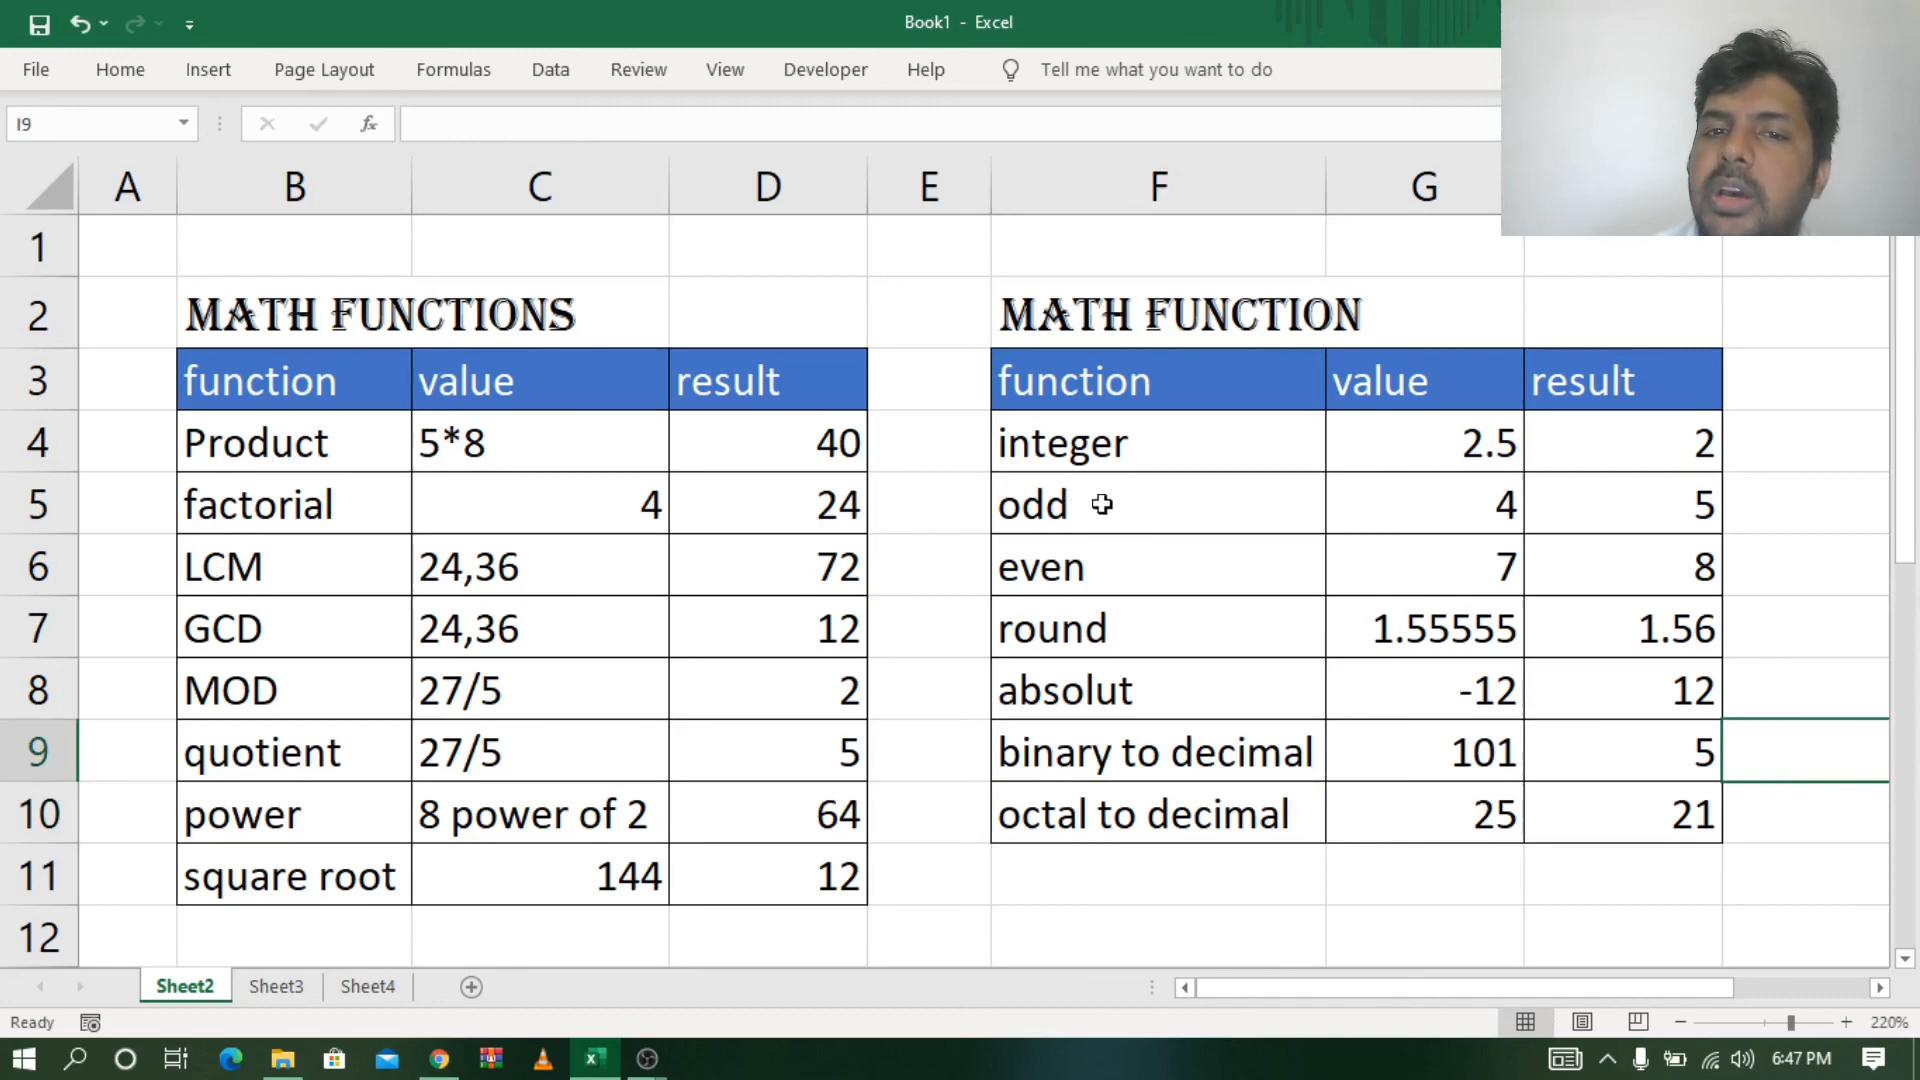 Book1 - Excel
File Home Insert Page Layout Formulas Data Review View Developer Help Tell me what you want to do
I9 fx
A B C D E F G
1
2 MATH FUNCTIONS MATH FUNCTION
3 function value result function value result
4 Product 5*8 40 integer 2.5 2
5 factorial 4 24 odd 4 5
6 LCM 24,36 72 even 7 8
7 GCD 24,36 12 round 1.55555 1.56
8 MOD 27/5 2 absolut -12 12
9 quotient 27/5 5 binary to decimal 101 5
10 power 8 power of 2 64 octal to decimal 25 21
11 square root 144 12
12
Sheet2 Sheet3 Sheet4
Ready 220%
6:47 PM